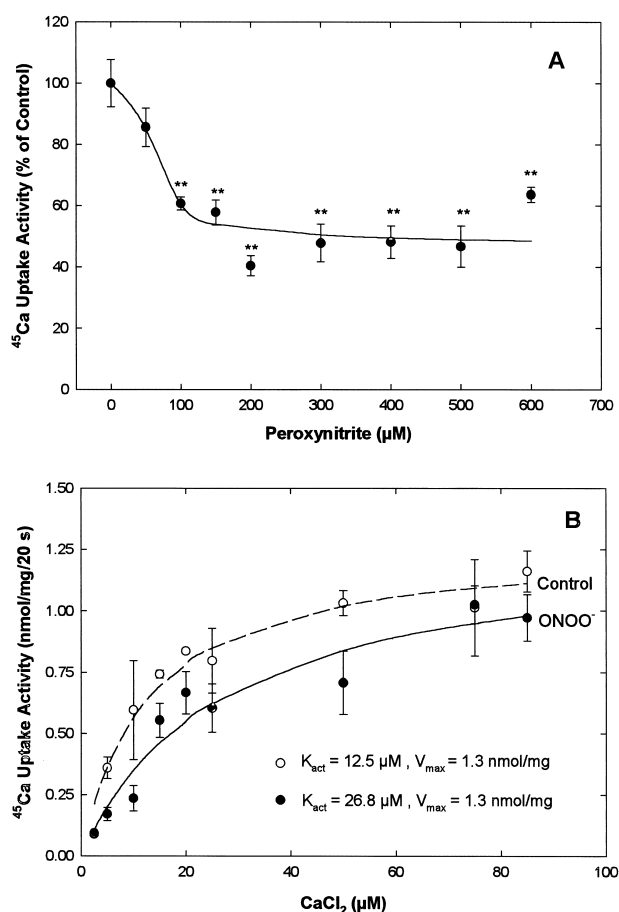 A
120
100
80
60
40
20
0
⁴⁵Ca Uptake Activity (% of Control)
** ** ** ** ** ** **
0 100 200 300 400 500 600 700
Peroxynitrite (µM)
B
1.50
1.25
1.00
0.75
0.50
0.25
0.00
⁴⁵Ca Uptake Activity (nmol/mg/20 s)
Control
ONOO⁻
Kact = 12.5 µM , Vmax = 1.3 nmol/mg
Kact = 26.8 µM , Vmax = 1.3 nmol/mg
0 20 40 60 80 100
CaCl₂ (µM)